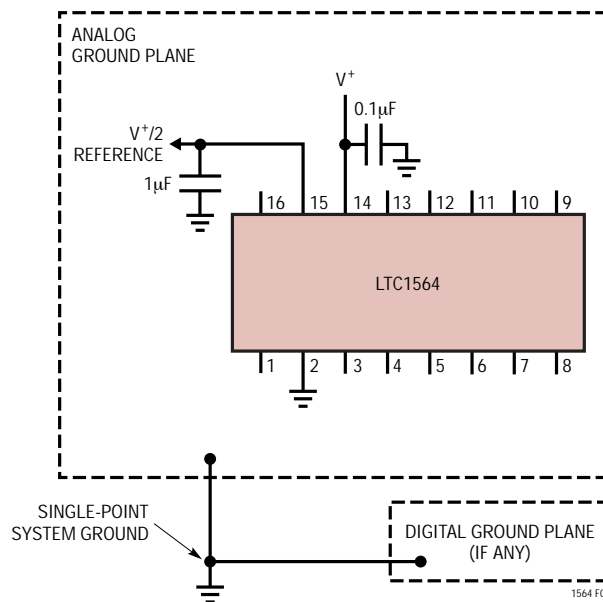 ANALOG
GROUND PLANE
V+
0.1µF
V+/2
REFERENCE
1µF
16 15 14 13 12 11 10 9
LTC1564
1 2 3 4 5 6 7 8
SINGLE-POINT
SYSTEM GROUND
DIGITAL GROUND PLANE
(IF ANY)
1564